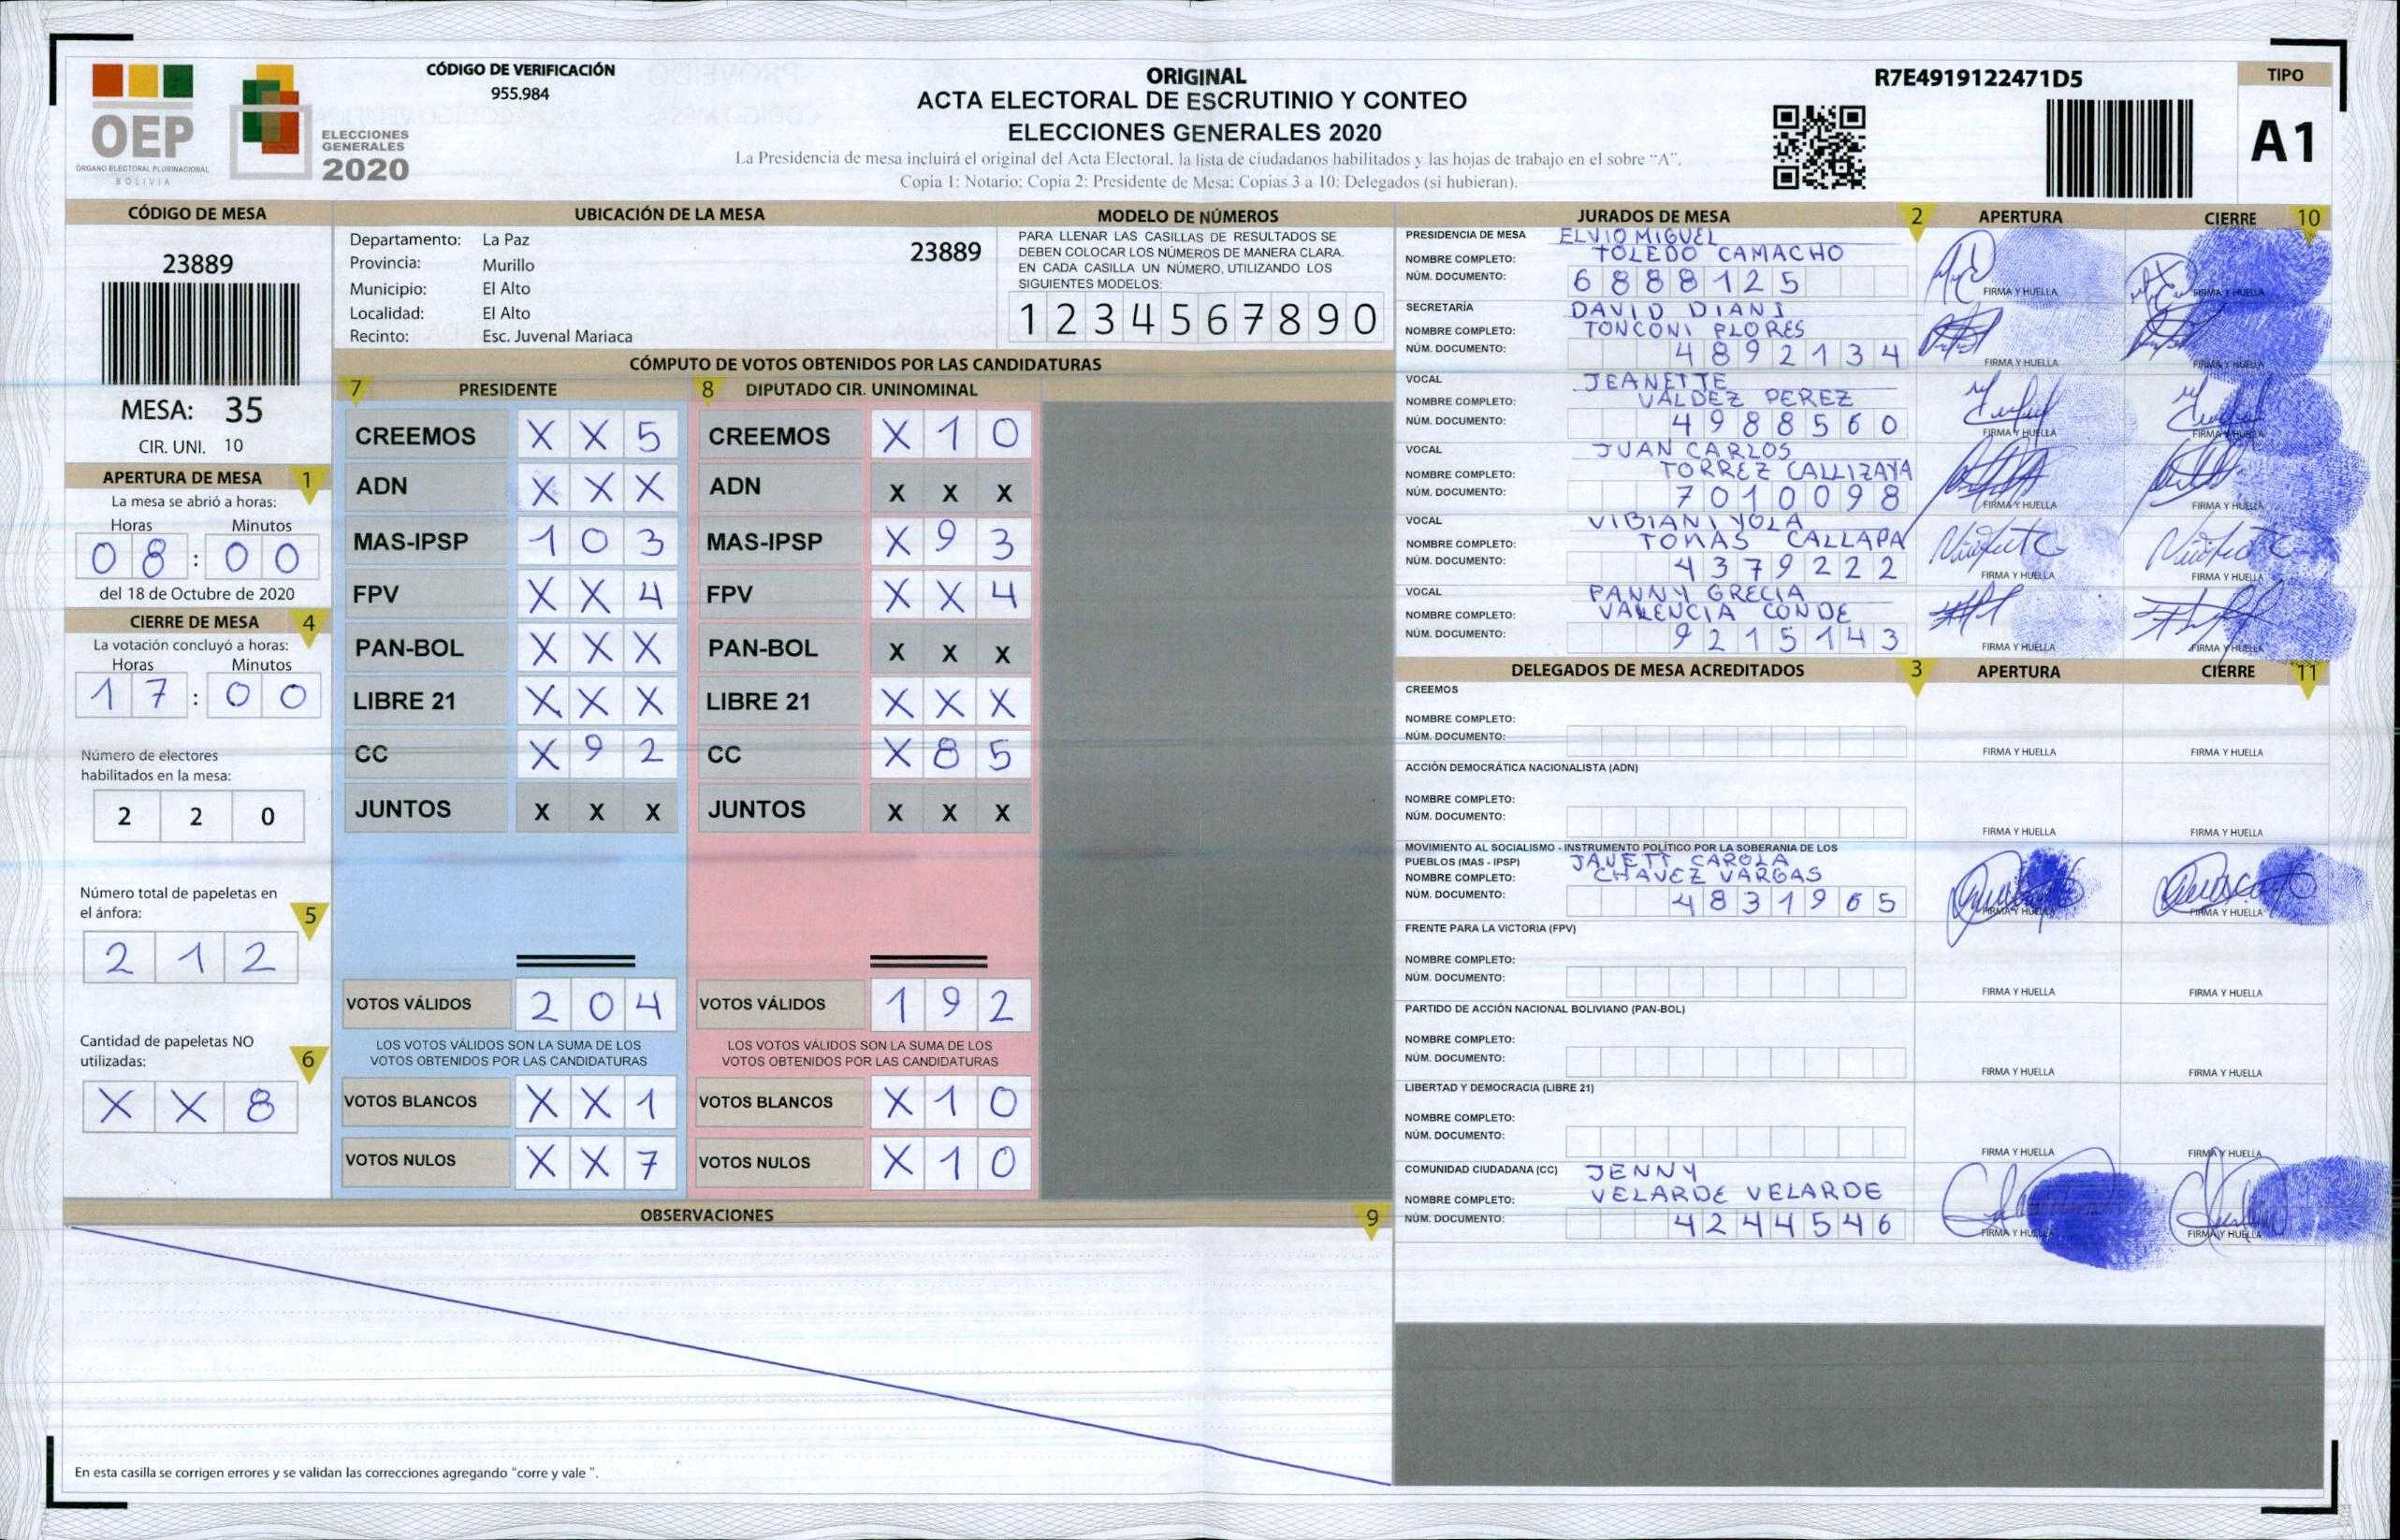 OEP
ÓRGANO ELECTORAL PLURINACIONAL
BOLIVIA
ELECCIONES
GENERALES
2020
CÓDIGO DE VERIFICACIÓN
955.984
ORIGINAL
ACTA ELECTORAL DE ESCRUTINIO Y CONTEO
ELECCIONES GENERALES 2020
La Presidencia de mesa incluirá el original del Acta Electoral, la lista de ciudadanos habilitados y las hojas de trabajo en el sobre “A”.
Copia 1: Notario: Copia 2: Presidente de Mesa: Copias 3 a 10: Delegados (si hubieran).
R7E4919122471D5
TIPO
A1
CÓDIGO DE MESA
23889
MESA: 35
CIR. UNI. 10
APERTURA DE MESA 1
La mesa se abrió a horas:
Horas Minutos
08:00
del 18 de Octubre de 2020
CIERRE DE MESA 4
La votación concluyó a horas:
Horas Minutos
17:00
Número de electores
habilitados en la mesa:
2 2 0
Número total de papeletas en
el ánfora:
5
2 1 2
Cantidad de papeletas NO
utilizadas:
6
X X 8
UBICACIÓN DE LA MESA
Departamento: La Paz
23889
Provincia: Murillo
Municipio: El Alto
Localidad: El Alto
Recinto: Esc. Juvenal Mariaca
MODELO DE NÚMEROS
PARA LLENAR LAS CASILLAS DE RESULTADOS SE
DEBEN COLOCAR LOS NÚMEROS DE MANERA CLARA.
EN CADA CASILLA UN NÚMERO, UTILIZANDO LOS
SIGUIENTES MODELOS:
1 2 3 4 5 6 7 8 9 0
CÓMPUTO DE VOTOS OBTENIDOS POR LAS CANDIDATURAS
7 PRESIDENTE
CREEMOS X X 5
ADN X X X
MAS-IPSP 1 0 3
FPV X X 4
PAN-BOL X X X
LIBRE 21 X X X
CC X 9 2
JUNTOS X X X
VOTOS VÁLIDOS 2 0 4
LOS VOTOS VÁLIDOS SON LA SUMA DE LOS
VOTOS OBTENIDOS POR LAS CANDIDATURAS
VOTOS BLANCOS X X 1
VOTOS NULOS X X 7
8 DIPUTADO CIR. UNINOMINAL
CREEMOS X 1 0
ADN X X X
MAS-IPSP X 9 3
FPV X X 4
PAN-BOL X X X
LIBRE 21 X X X
CC X 8 5
JUNTOS X X X
VOTOS VÁLIDOS 1 9 2
LOS VOTOS VÁLIDOS SON LA SUMA DE LOS
VOTOS OBTENIDOS POR LAS CANDIDATURAS
VOTOS BLANCOS X 1 0
VOTOS NULOS X 1 0
OBSERVACIONES 9
En esta casilla se corrigen errores y se validan las correcciones agregando "corre y vale ".
JURADOS DE MESA 2 APERTURA CIERRE 10
PRESIDENCIA DE MESA ELVIO MIGUEL
NOMBRE COMPLETO: TOLEDO CAMACHO
NÚM. DOCUMENTO: 6888125
FIRMA Y HUELLA FIRMA Y HUELLA
SECRETARÍA DAVID DIANS
NOMBRE COMPLETO: TONCONI FLORES
NÚM. DOCUMENTO: 4892134
FIRMA Y HUELLA FIRMA Y HUELLA
VOCAL JEANETTE
NOMBRE COMPLETO: VALDEZ PEREZ
NÚM. DOCUMENTO: 4988560
FIRMA Y HUELLA FIRMA Y HUELLA
VOCAL JUAN CARLOS
NOMBRE COMPLETO: TORREZ CALLIZAYA
NÚM. DOCUMENTO: 7010098
FIRMA Y HUELLA FIRMA Y HUELLA
VOCAL VIBIANI YOLA
NOMBRE COMPLETO: TOMAS CALLAPA
NÚM. DOCUMENTO: 4379222
FIRMA Y HUELLA FIRMA Y HUELLA
VOCAL FANNY GRECIA
NOMBRE COMPLETO: VALENCIA CONDE
NÚM. DOCUMENTO: 9215143
FIRMA Y HUELLA FIRMA Y HUELLA
DELEGADOS DE MESA ACREDITADOS 3 APERTURA CIERRE 11
CREEMOS
NOMBRE COMPLETO:
NÚM. DOCUMENTO:
FIRMA Y HUELLA FIRMA Y HUELLA
ACCIÓN DEMOCRÁTICA NACIONALISTA (ADN)
NOMBRE COMPLETO:
NÚM. DOCUMENTO:
FIRMA Y HUELLA FIRMA Y HUELLA
MOVIMIENTO AL SOCIALISMO - INSTRUMENTO POLÍTICO POR LA SOBERANIA DE LOS
PUEBLOS (MAS - IPSP) JANETT CAROLA
NOMBRE COMPLETO: CHAVEZ VARGAS
NÚM. DOCUMENTO: 4831965
FIRMA Y HUELLA FIRMA Y HUELLA
FRENTE PARA LA VICTORIA (FPV)
NOMBRE COMPLETO:
NÚM. DOCUMENTO:
FIRMA Y HUELLA FIRMA Y HUELLA
PARTIDO DE ACCIÓN NACIONAL BOLIVIANO (PAN-BOL)
NOMBRE COMPLETO:
NÚM. DOCUMENTO:
FIRMA Y HUELLA FIRMA Y HUELLA
LIBERTAD Y DEMOCRACIA (LIBRE 21)
NOMBRE COMPLETO:
NÚM. DOCUMENTO:
FIRMA Y HUELLA FIRMA Y HUELLA
COMUNIDAD CIUDADANA (CC) JENNY
NOMBRE COMPLETO: VELARDE VELARDE
NÚM. DOCUMENTO: 4244546
FIRMA Y HUELLA FIRMA Y HUELLA